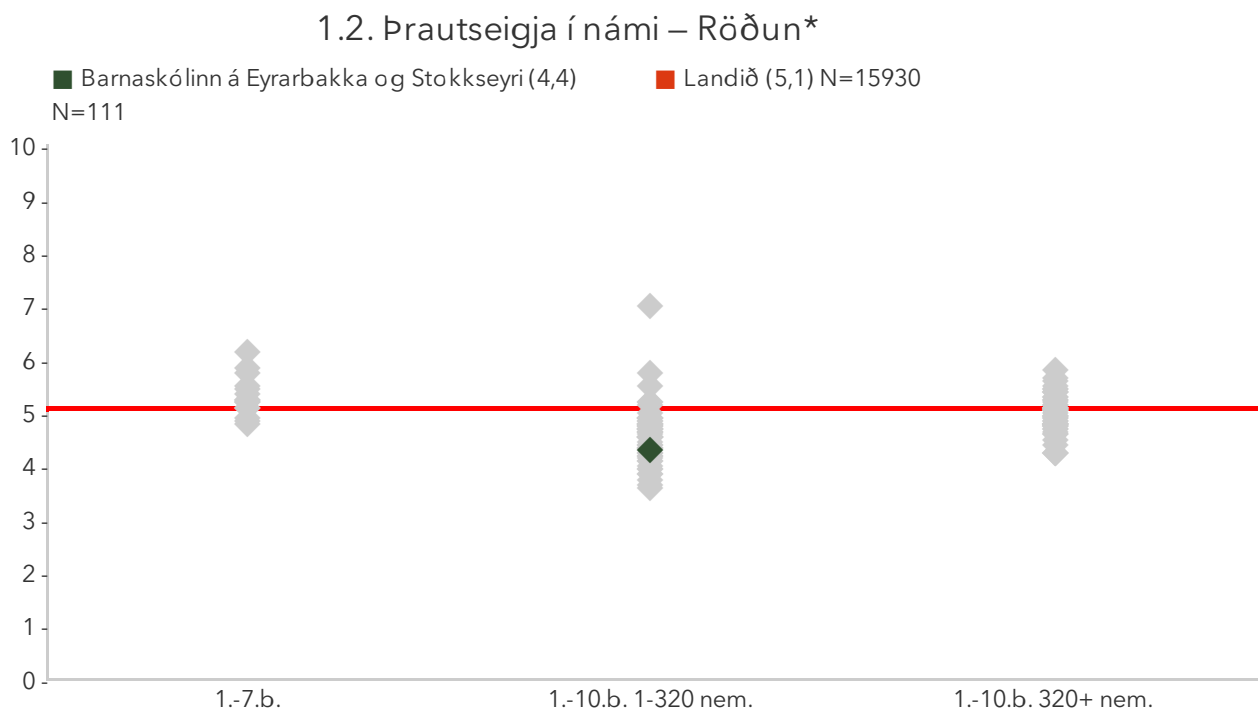 1.2. Þrautseigja í námi – Röðun*
Barnaskólinn á Eyrarbakka og Stokkseyri (4,4) Landið (5,1) N=15930
N=111
10
9
8
7
6
5
4
3
2
1
0
1.-7.b. 1.-10.b. 1-320 nem. 1.-10.b. 320+ nem.